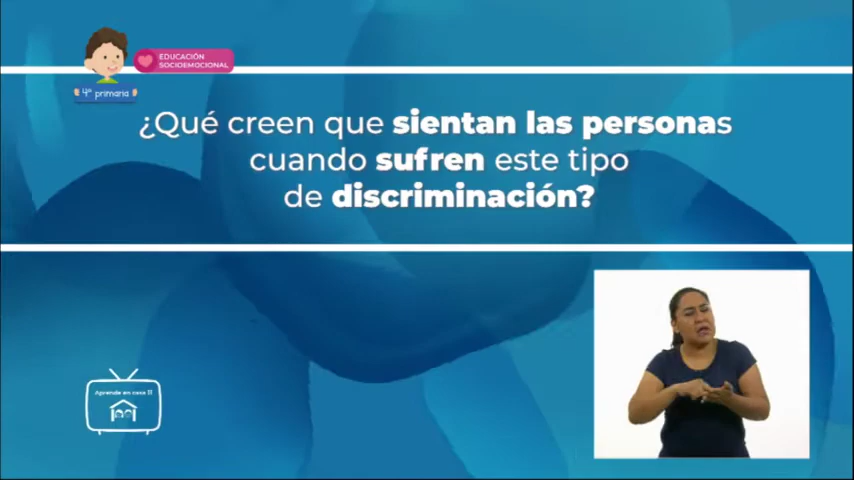 EDUCACIÓN
SOCIOEMOCIONAL
4º primaria
¿Qué creen que sientan las personas
cuando sufren este tipo
de discriminación?
Aprende en casa II